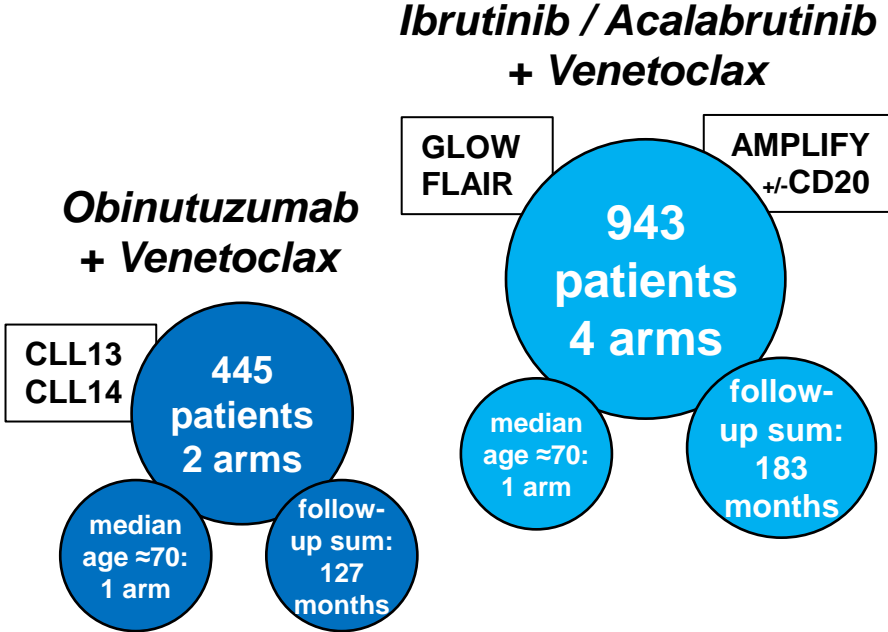 Ibrutinib / Acalabrutinib
+ Venetoclax
GLOW
FLAIR
AMPLIFY
+/-CD20
943
patients
4 arms
median
age ≈70:
1 arm
follow-
up sum:
183
months
Obinutuzumab
+ Venetoclax
CLL13
CLL14
445
patients
2 arms
median
age ≈70:
1 arm
follow-
up sum:
127
months